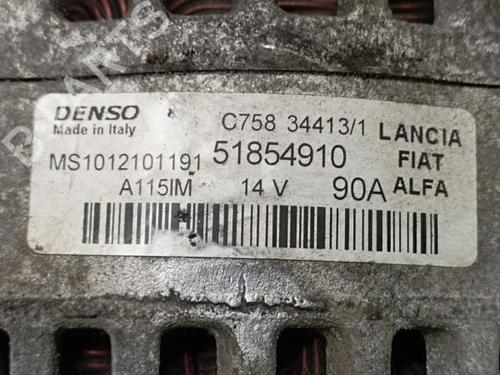 DENSO
Made in Italy
C758 34413/1
LANCIA
MS1012101191 51854910 FIAT
A115IM 14 V 90A ALFA